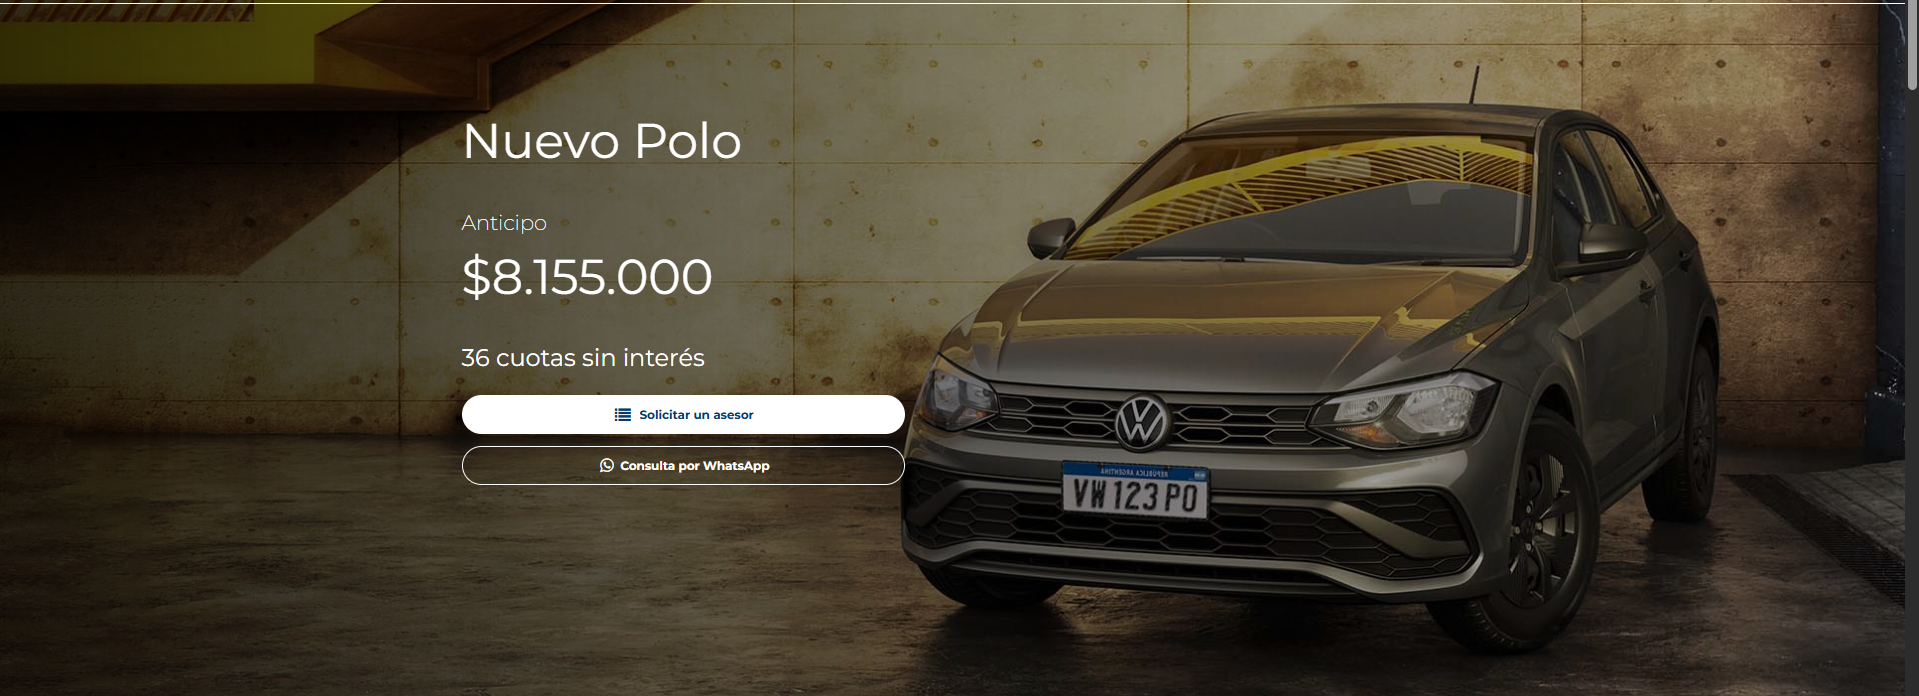 Nuevo Polo
Anticipo
$8.155.000
36 cuotas sin interés
Solicitar un asesor
Consulta por WhatsApp
REPUBLICA ARGENTINA
VW 123 PO